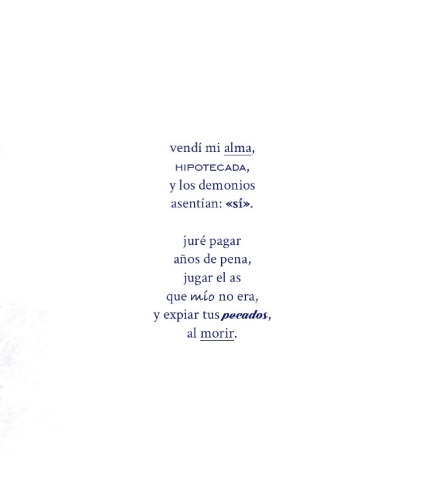 vendí mi alma,
HIPOTECADA,
y los demonios
asentían: «sí».
juré pagar
años de pena,
jugar el as
que mío no era,
y expiar tus pecados,
al morir.